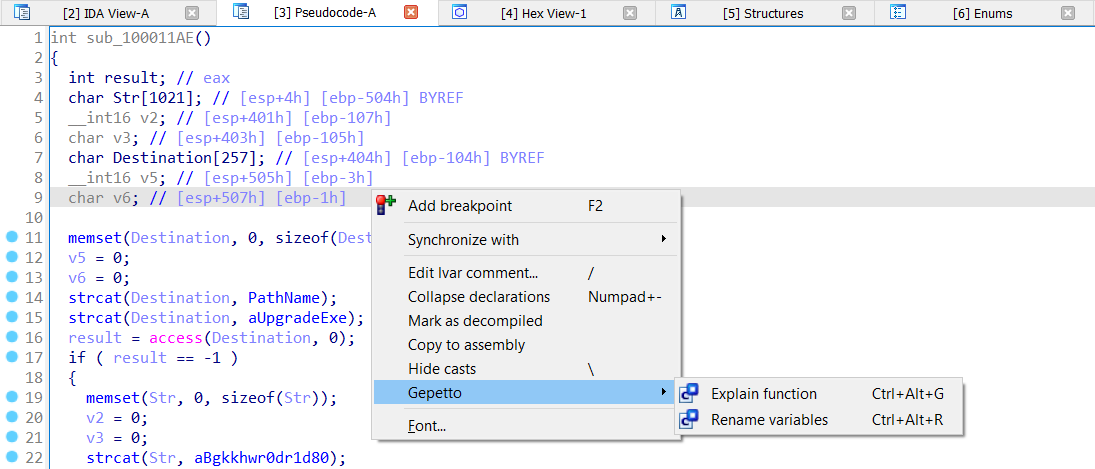 [2] IDA View-A [3] Pseudocode-A [4] Hex View-1 [5] Structures [6] Enums
1 int sub_100011AE()
2 {
3 int result; // eax
4 char Str[1021]; // [esp+4h] [ebp-504h] BYREF
5 __int16 v2; // [esp+401h] [ebp-107h]
6 char v3; // [esp+403h] [ebp-105h]
7 char Destination[257]; // [esp+404h] [ebp-104h] BYREF
8 __int16 v5; // [esp+505h] [ebp-3h]
9 char v6; // [esp+507h] [ebp-1h]
10
11 memset(Destination, 0, sizeof(Dest
12 v5 = 0;
13 v6 = 0;
14 strcat(Destination, PathName);
15 strcat(Destination, aUpgradeExe);
16 result = access(Destination, 0);
17 if ( result == -1 )
18 {
19 memset(Str, 0, sizeof(Str));
20 v2 = 0;
21 v3 = 0;
22 strcat(Str, aBgkkhwr0dr1d80);
Add breakpoint F2
Synchronize with
Edit lvar comment... /
Collapse declarations Numpad+-
Mark as decompiled
Copy to assembly
Hide casts \
Gepetto
Font...
Explain function Ctrl+Alt+G
Rename variables Ctrl+Alt+R